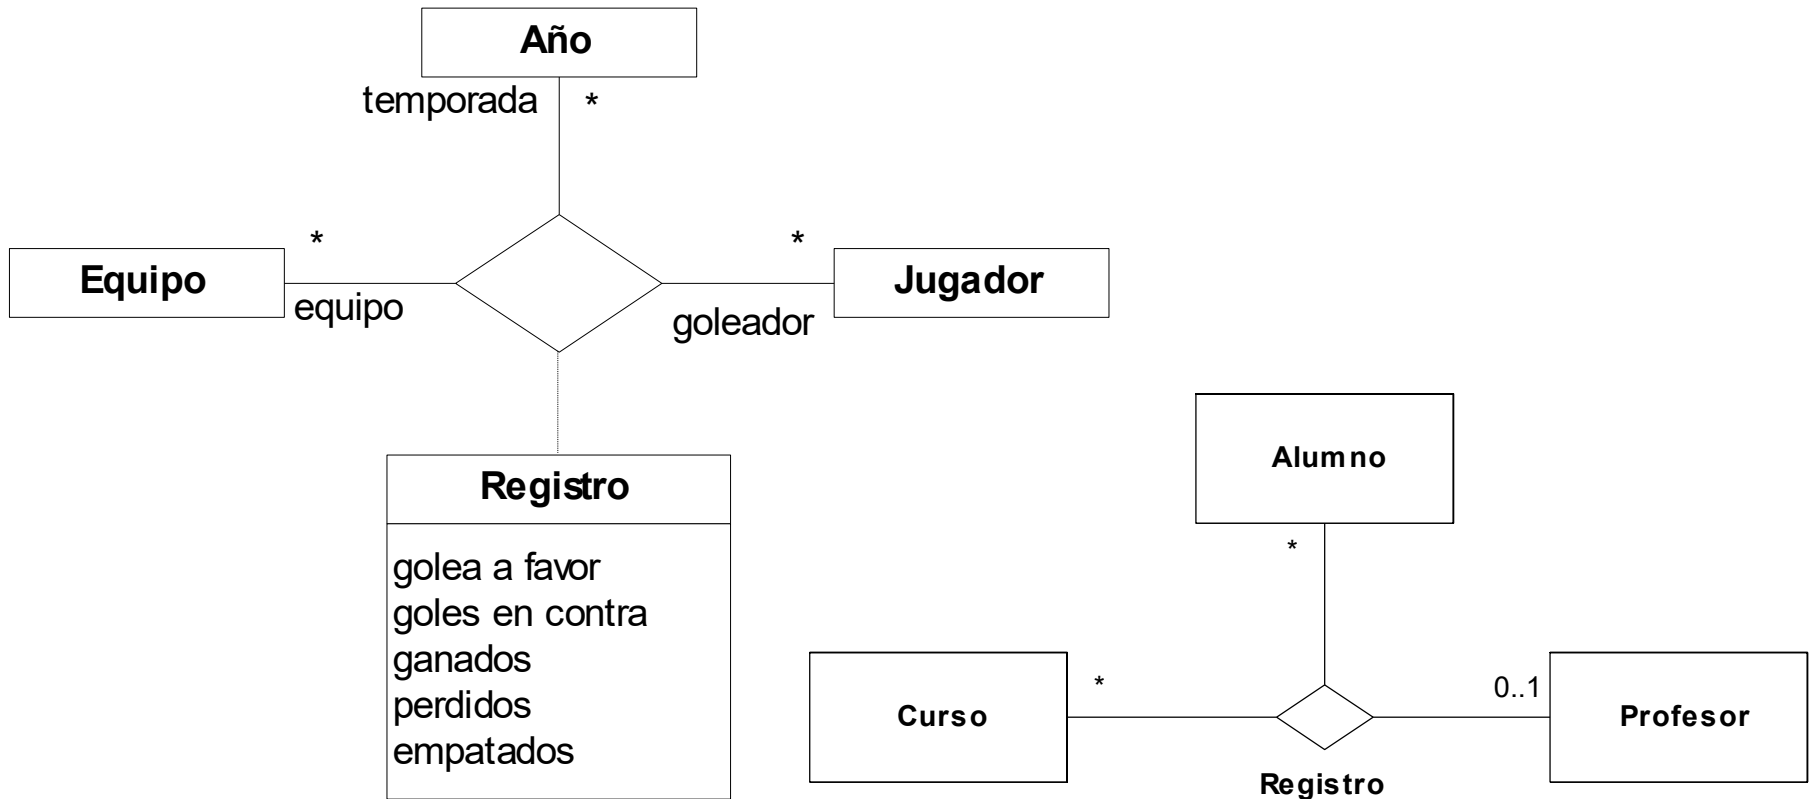 Año
temporada *
Equipo
*
equipo
*
goleador
Jugador
Registro
golea a favor
goles en contra
ganados
perdidos
empatados
Alumno
*
Curso
*
0..1
Profesor
Registro